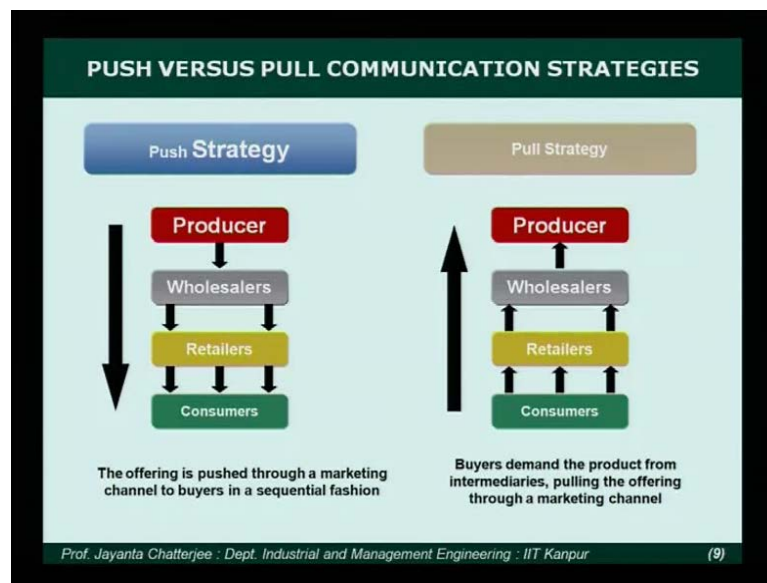 PUSH VERSUS PULL COMMUNICATION STRATEGIES
Push Strategy
Producer
Wholesalers
Retailers
Consumers
The offering is pushed through a marketing
channel to buyers in a sequential fashion
Pull Strategy
Producer
Wholesalers
Retailers
Consumers
Buyers demand the product from
intermediaries, pulling the offering
through a marketing channel
Prof. Jayanta Chatterjee : Dept. Industrial and Management Engineering : IIT Kanpur
(9)